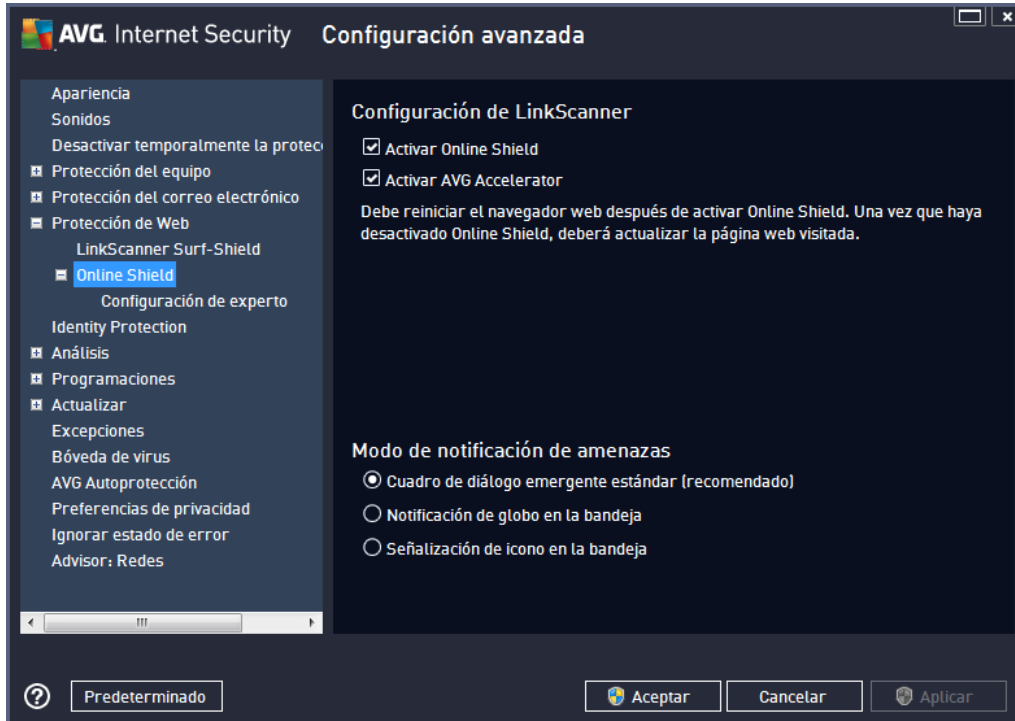 AVG. Internet Security Configuración avanzada
Apariencia
Sonidos
Desactivar temporalmente la protec
Protección del equipo
Protección del correo electrónico
Protección de Web
LinkScanner Surf-Shield
Online Shield
Configuración de experto
Identity Protection
Análisis
Programaciones
Actualizar
Excepciones
Bóveda de virus
AVG Autoprotección
Preferencias de privacidad
Ignorar estado de error
Advisor: Redes
Configuración de LinkScanner
Activar Online Shield
Activar AVG Accelerator
Debe reiniciar el navegador web después de activar Online Shield. Una vez que haya
desactivado Online Shield, deberá actualizar la página web visitada.
Modo de notificación de amenazas
Cuadro de diálogo emergente estándar (recomendado)
Notificación de globo en la bandeja
Señalización de icono en la bandeja
Predeterminado
Aceptar
Cancelar
Aplicar